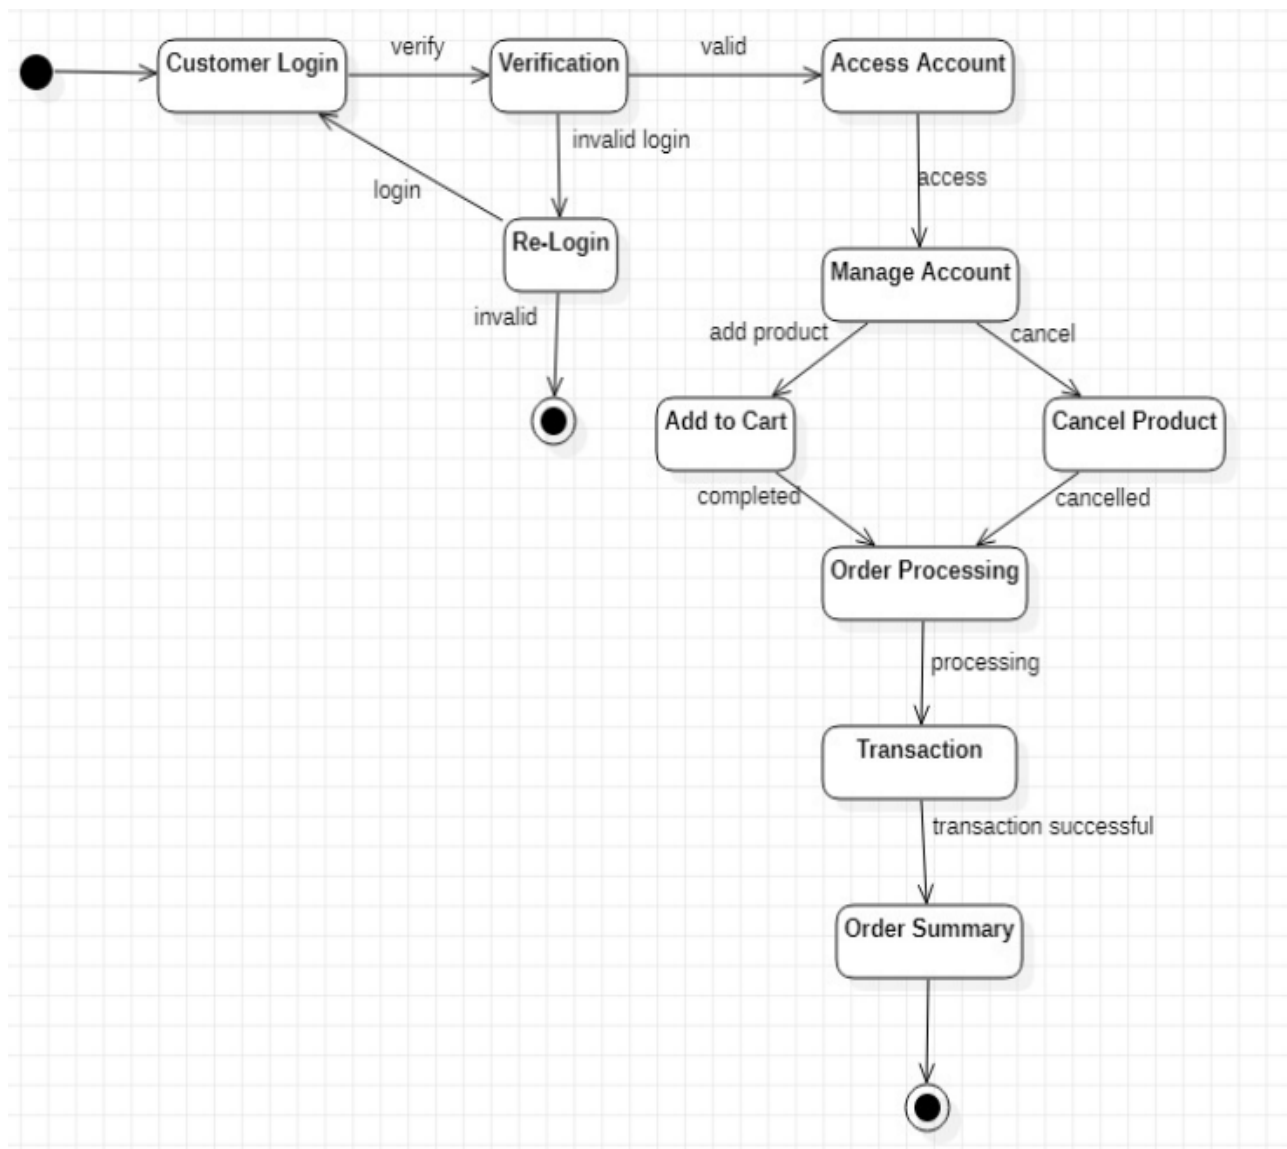 Customer Login
verify
Verification
valid
Access Account
invalid login
login
access
Re-Login
Manage Account
invalid
add product
cancel
Add to Cart
Cancel Product
completed
cancelled
Order Processing
processing
Transaction
transaction successful
Order Summary